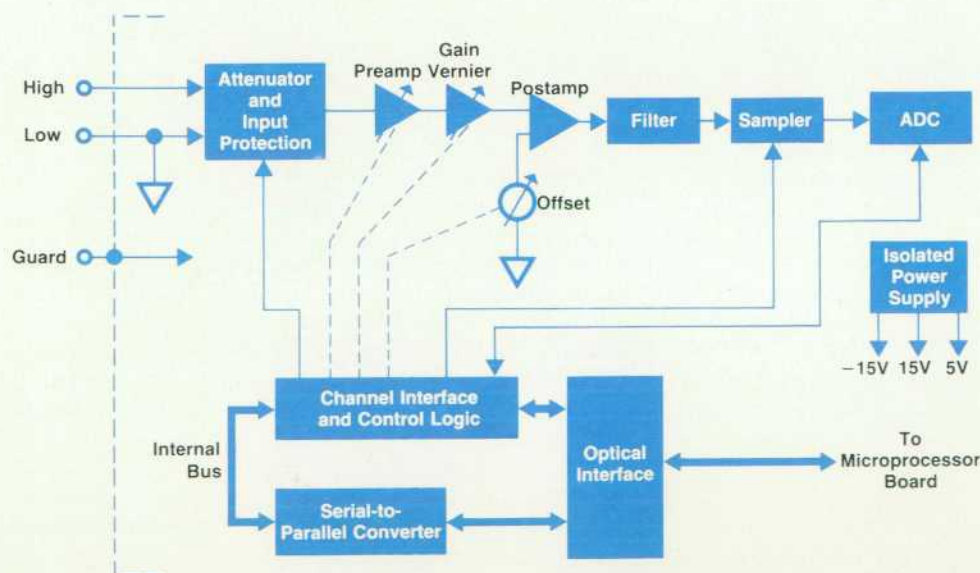 High
Low
Guard
Attenuator
and
Input
Protection
Preamp
Gain
Vernier
Postamp
Offset
Filter
Sampler
ADC
Isolated
Power
Supply
−15V 15V 5V
Channel Interface
and Control Logic
Internal
Bus
Serial-to-
Parallel Converter
Optical
Interface
To
Microprocessor
Board